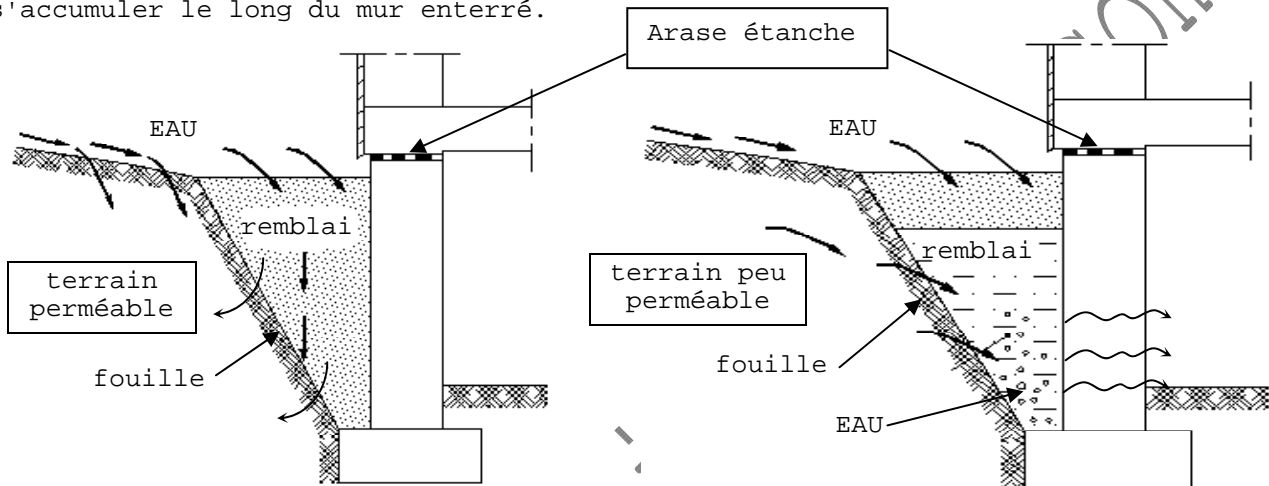 s'accumuler le long du mur enterré.
Arase étanche
EAU
remblai
terrain
perméable
fouille
EAU
remblai
terrain peu
perméable
fouille
EAU